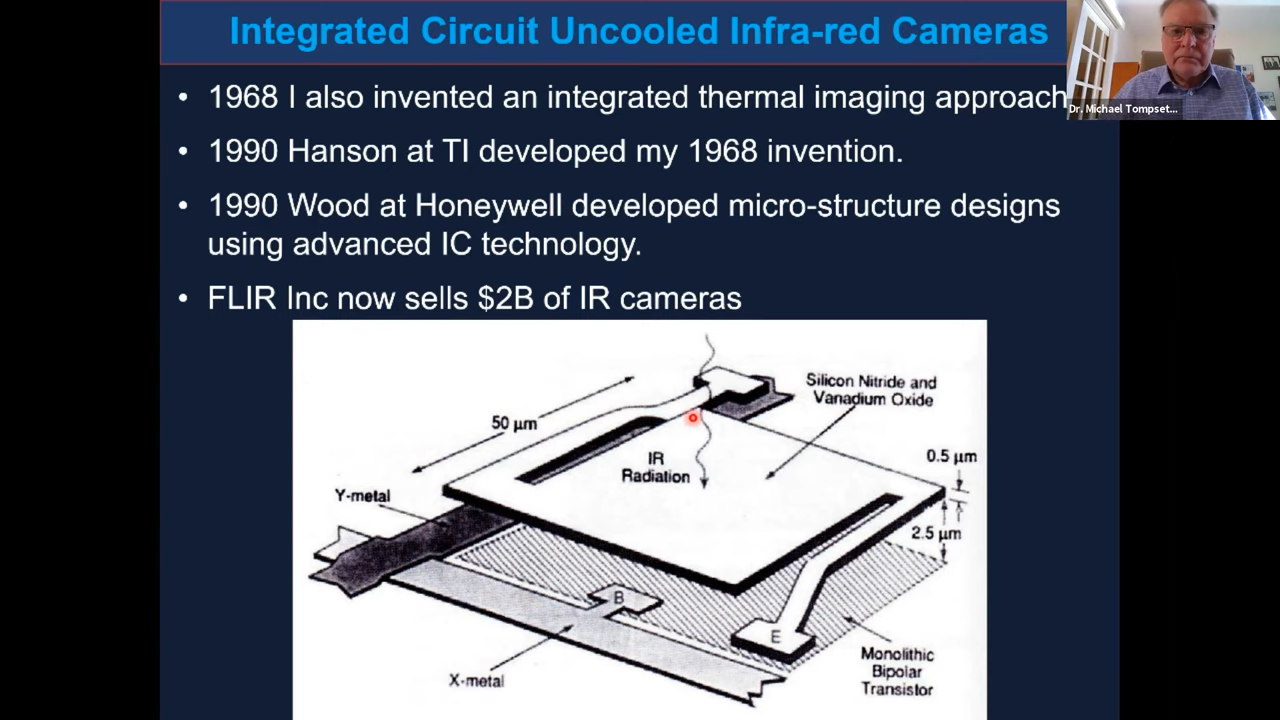 Integrated Circuit Uncooled Infra-red Cameras
Dr. Michael Tompset...
• 1968 I also invented an integrated thermal imaging approach
• 1990 Hanson at TI developed my 1968 invention.
• 1990 Wood at Honeywell developed micro-structure designs
using advanced IC technology.
• FLIR Inc now sells $2B of IR cameras
Silicon Nitride and
Vanadium Oxide
50 µm
IR
Radiation
0.5 µm
Y-metal
2.5 µm
B
E
Monolithic
Bipolar
Transistor
X-metal